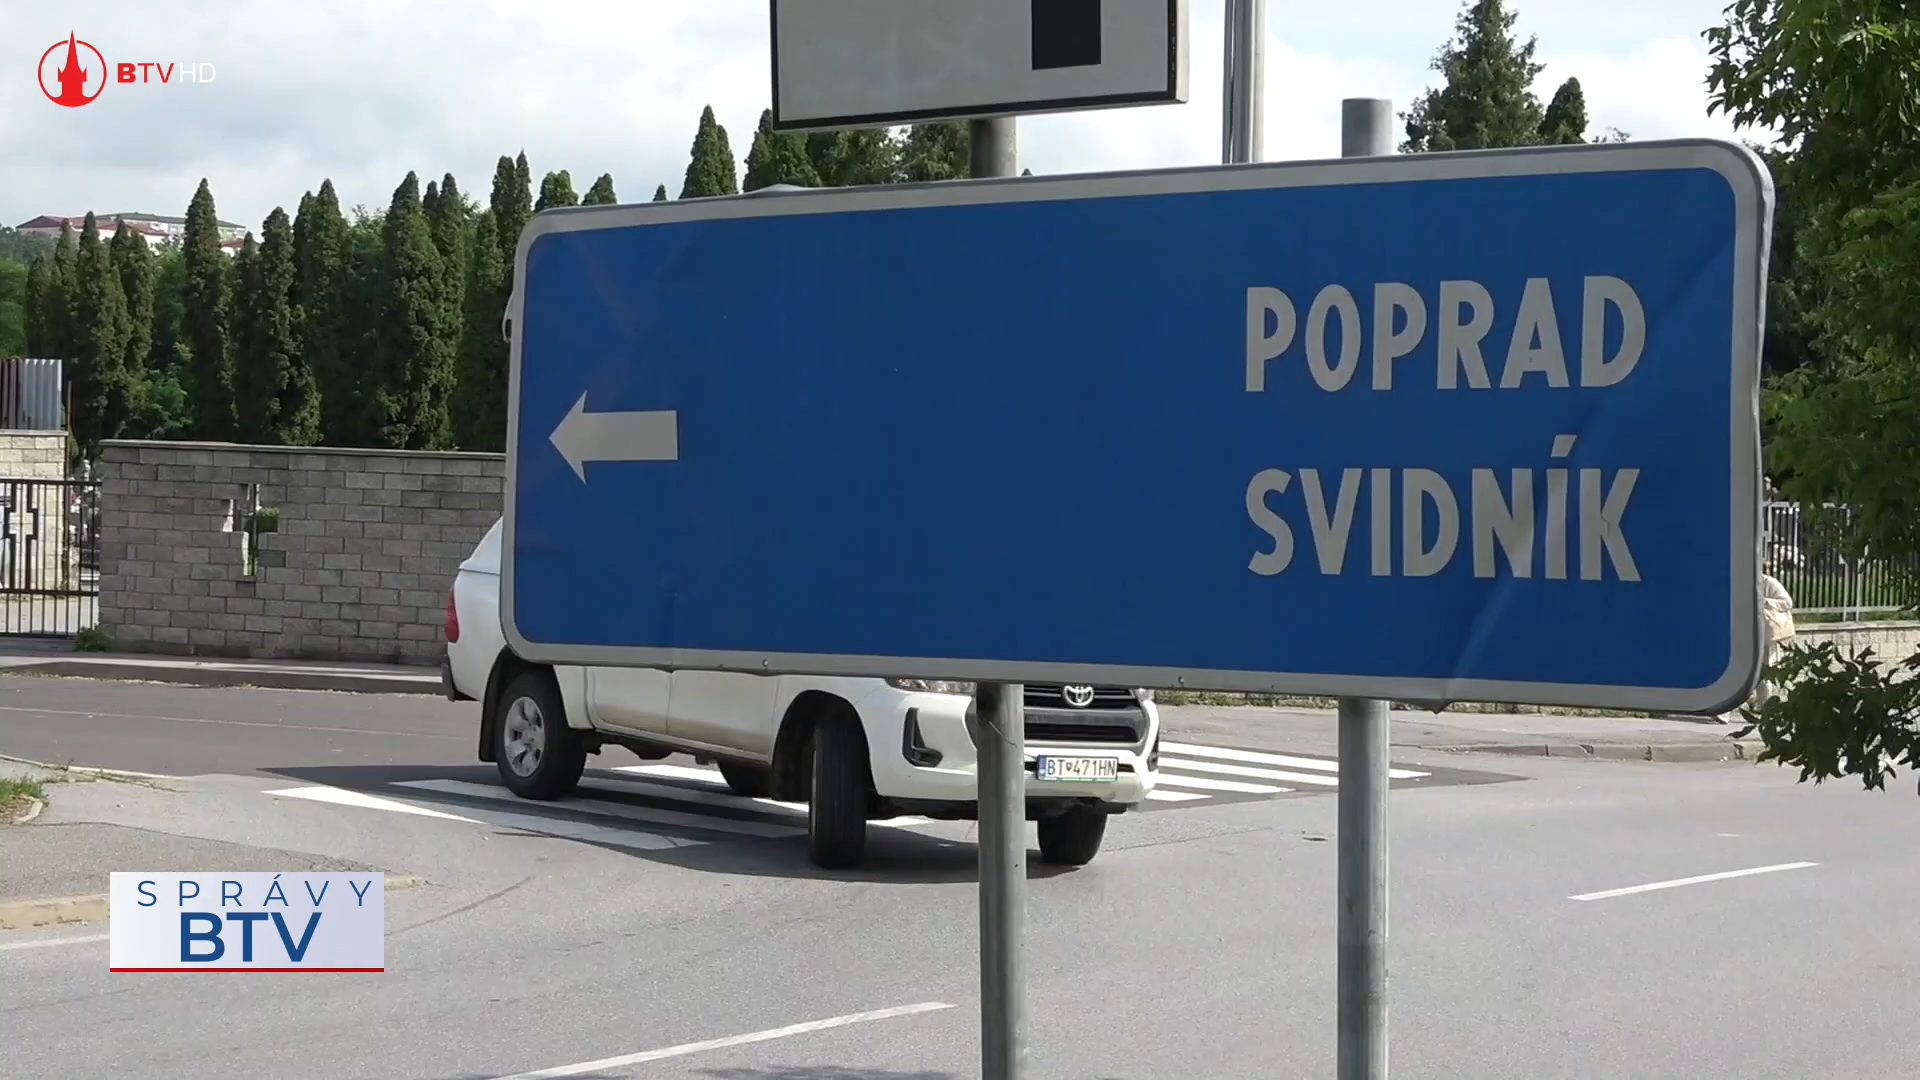 BTV HD
POPRAD
SVIDNÍK
BT 471HN
SPRÁVY
BTV